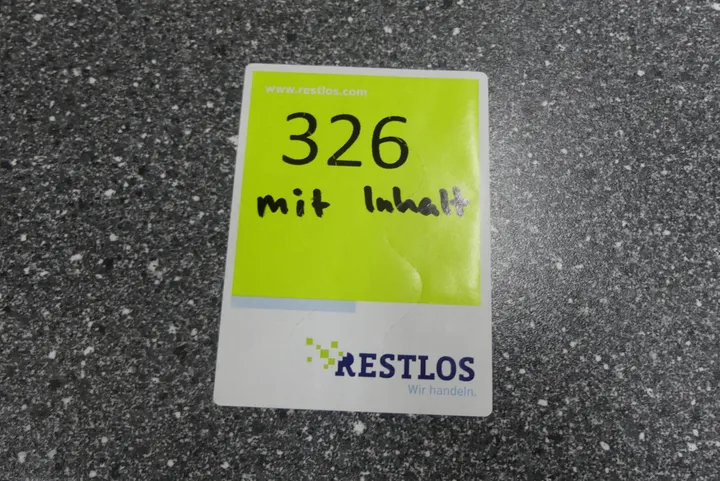 www.restlos.com
326
mit Inhalt
RESTLOS
Wir handeln.